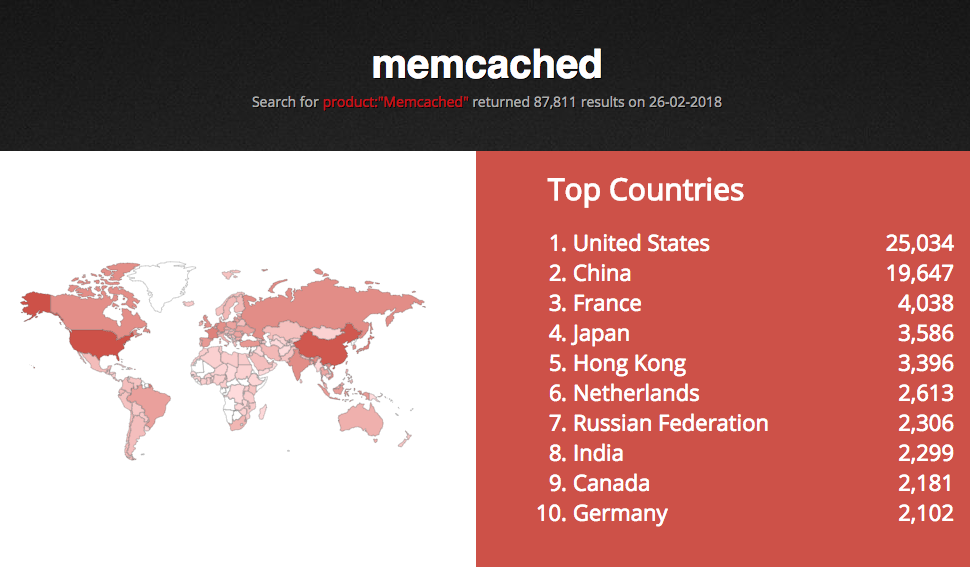 memcached
Search for product:"Memcached" returned 87,811 results on 26-02-2018
Top Countries
1. United States 25,034
2. China 19,647
3. France 4,038
4. Japan 3,586
5. Hong Kong 3,396
6. Netherlands 2,613
7. Russian Federation 2,306
8. India 2,299
9. Canada 2,181
10. Germany 2,102